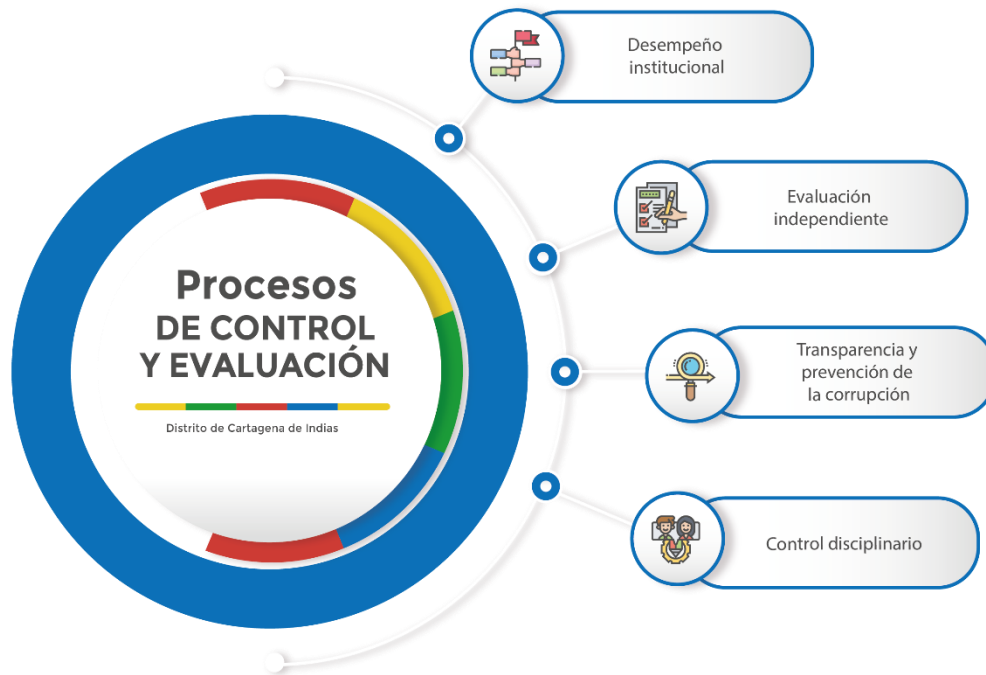 Procesos
DE CONTROL
Y EVALUACIÓN
Distrito de Cartagena de Indias
Desempeño
institucional
Evaluación
independiente
Transparencia y
prevención de
la corrupción
Control disciplinario